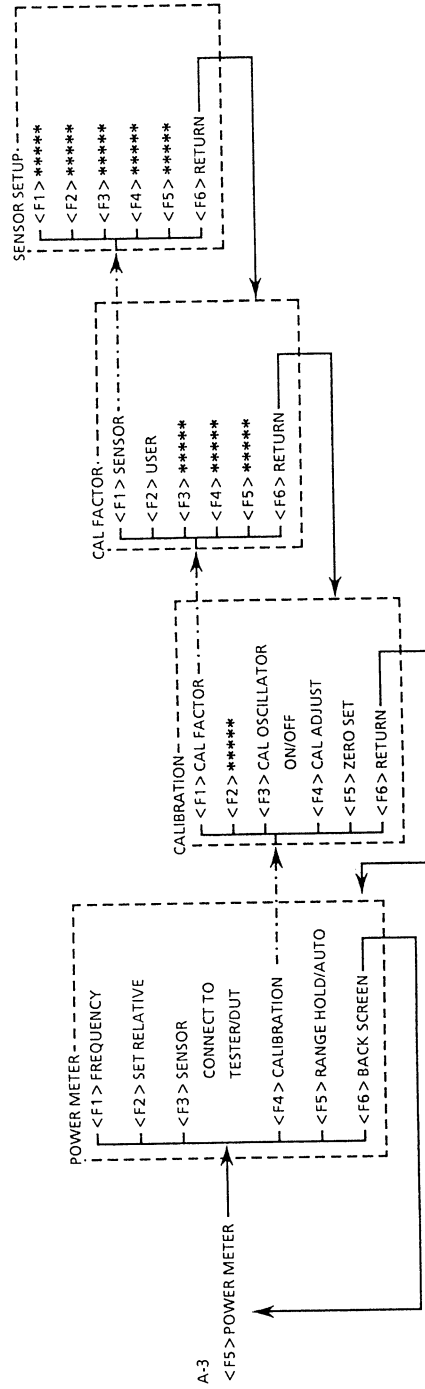 A-3
<F5> POWER METER
POWER METER
<F1> FREQUENCY
<F2> SET RELATIVE
<F3> SENSOR
CONNECT TO
TESTER/DUT
<F4> CALIBRATION
<F5> RANGE HOLD/AUTO
<F6> BACK SCREEN
CALIBRATION
<F1> CAL FACTOR
<F2> *****
<F3> CAL OSCILLATOR
ON/OFF
<F4> CAL ADJUST
<F5> ZERO SET
<F6> RETURN
CAL FACTOR
<F1> SENSOR
<F2> USER
<F3> *****
<F4> *****
<F5> *****
<F6> RETURN
SENSOR SETUP
<F1> *****
<F2> *****
<F3> *****
<F4> *****
<F5> *****
<F6> RETURN